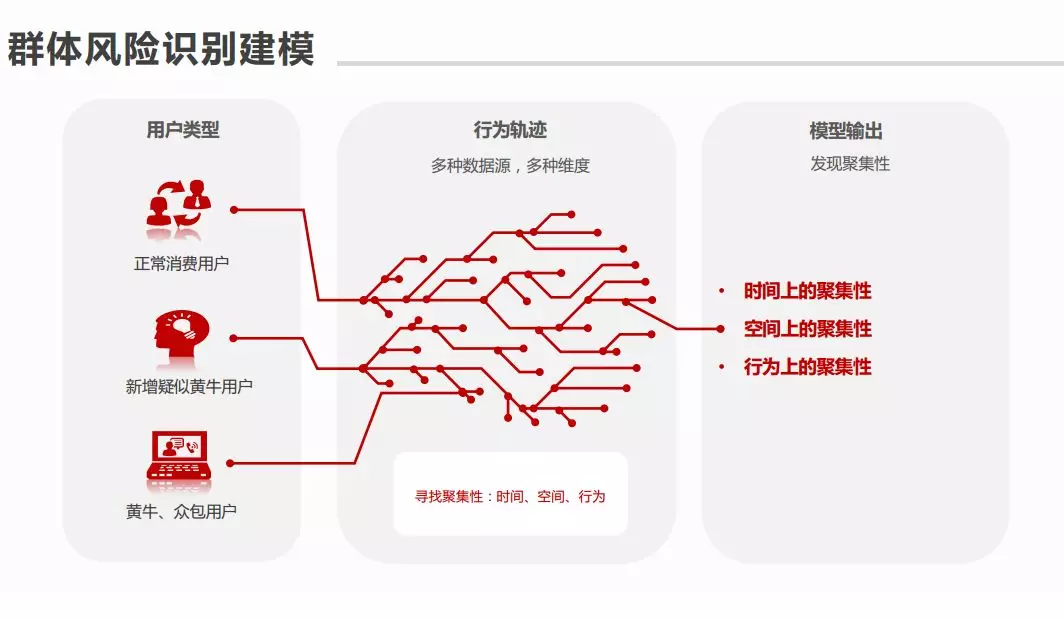 群体风险识别建模
用户类型
正常消费用户
新增疑似黄牛用户
黄牛、众包用户
行为轨迹
多种数据源，多种维度
寻找聚集性：时间、空间、行为
模型输出
发现聚集性
• 时间上的聚集性
• 空间上的聚集性
• 行为上的聚集性